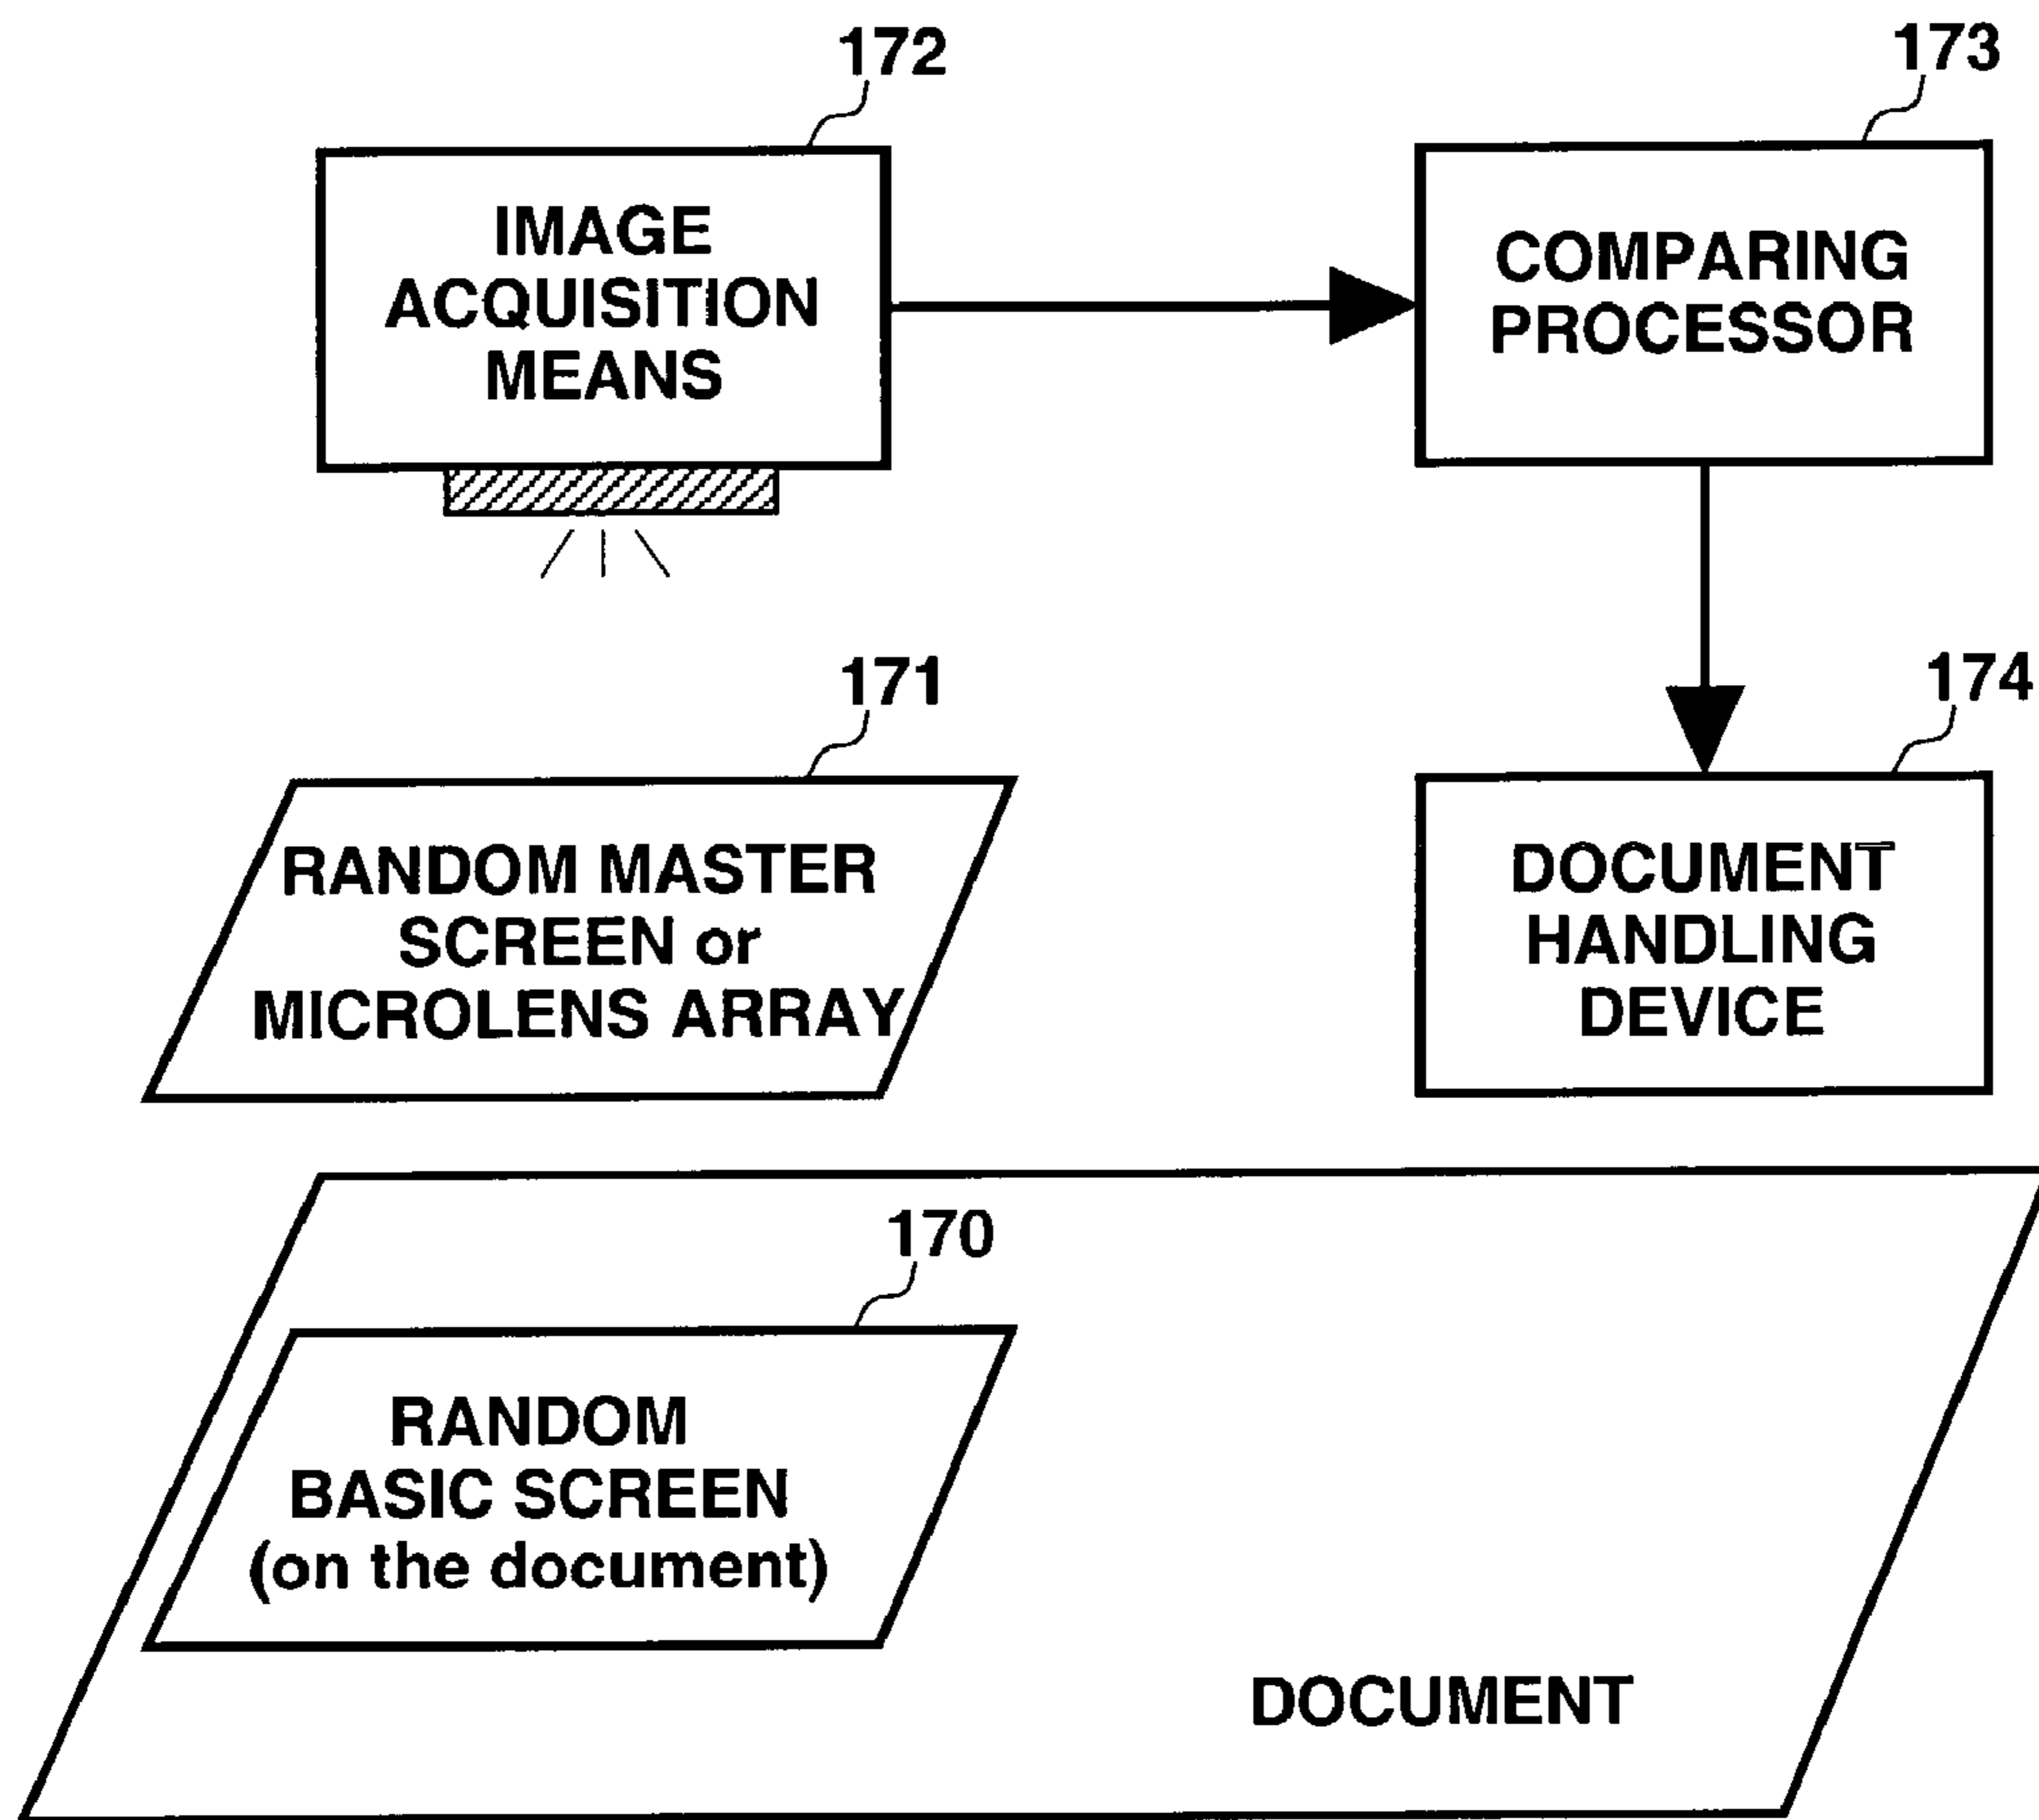 172
IMAGE
ACQUISITION
MEANS
173
COMPARING
PROCESSOR
171
RANDOM MASTER
SCREEN or
MICROLENS ARRAY
174
DOCUMENT
HANDLING
DEVICE
170
RANDOM
BASIC SCREEN
(on the document)
DOCUMENT